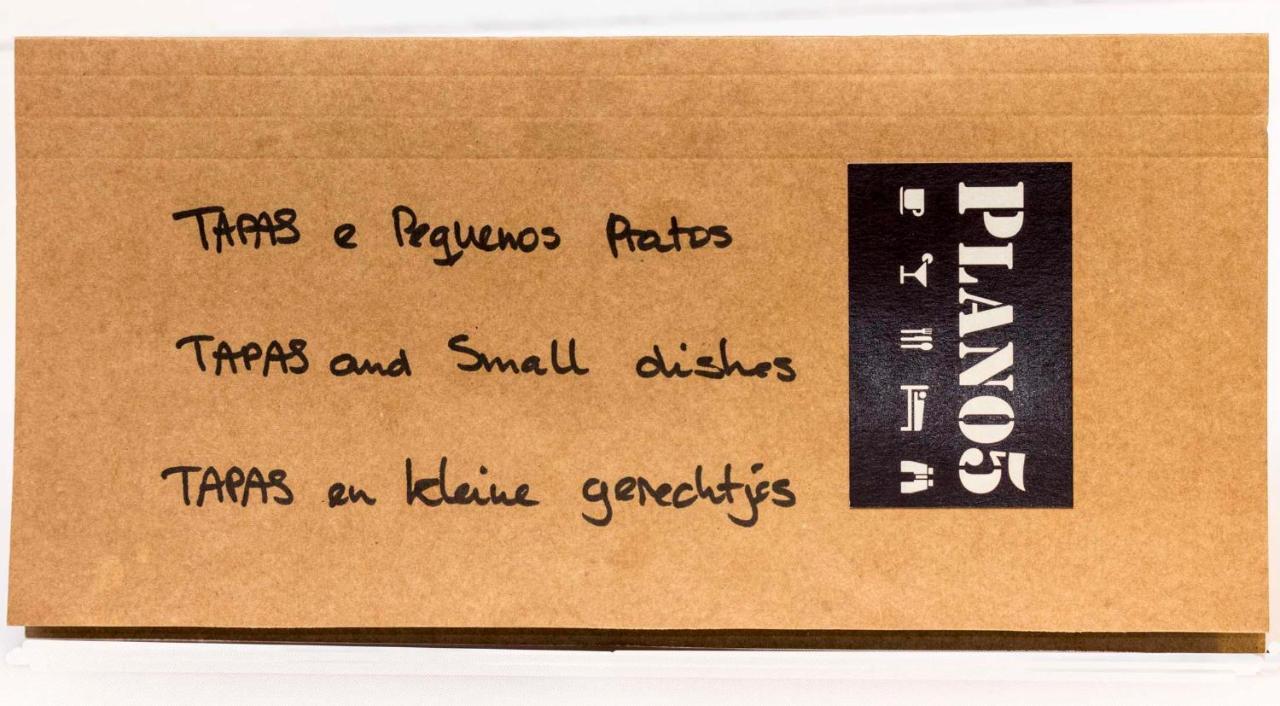 TAPAS e Pequenos Pratos
TAPAS and Small dishes
TAPAS en kleine gerechtjes
PLANO5